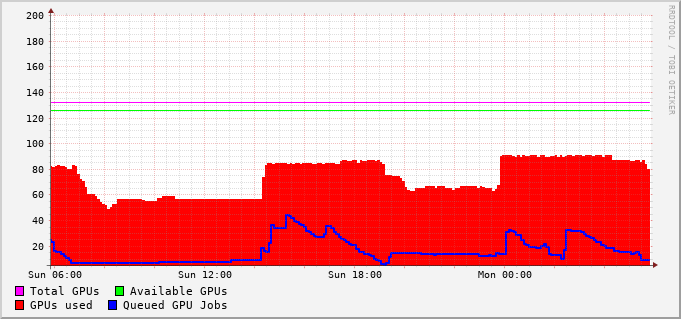 200
180
160
140
120
100
80
60
40
20
Sun 06:00 Sun 12:00 Sun 18:00 Mon 00:00
Total GPUs Available GPUs
GPUs used Queued GPU Jobs
RRDTOOL / TOBI OETIKER